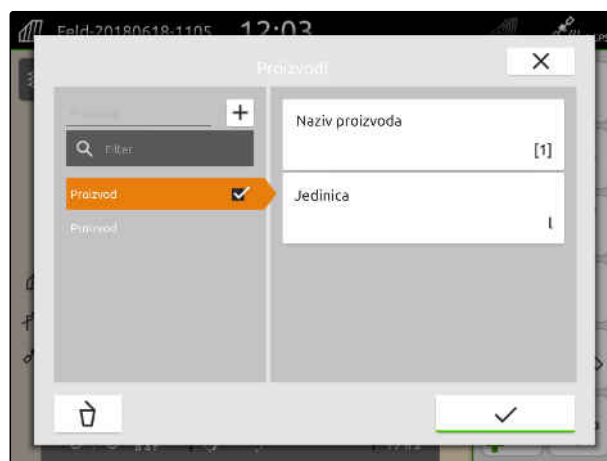 Feld-20180618-1105 12:03
Proizvodi
Naziv proizvoda
[1]
Filter
Proizvod
Jedinica
l
Proizvod